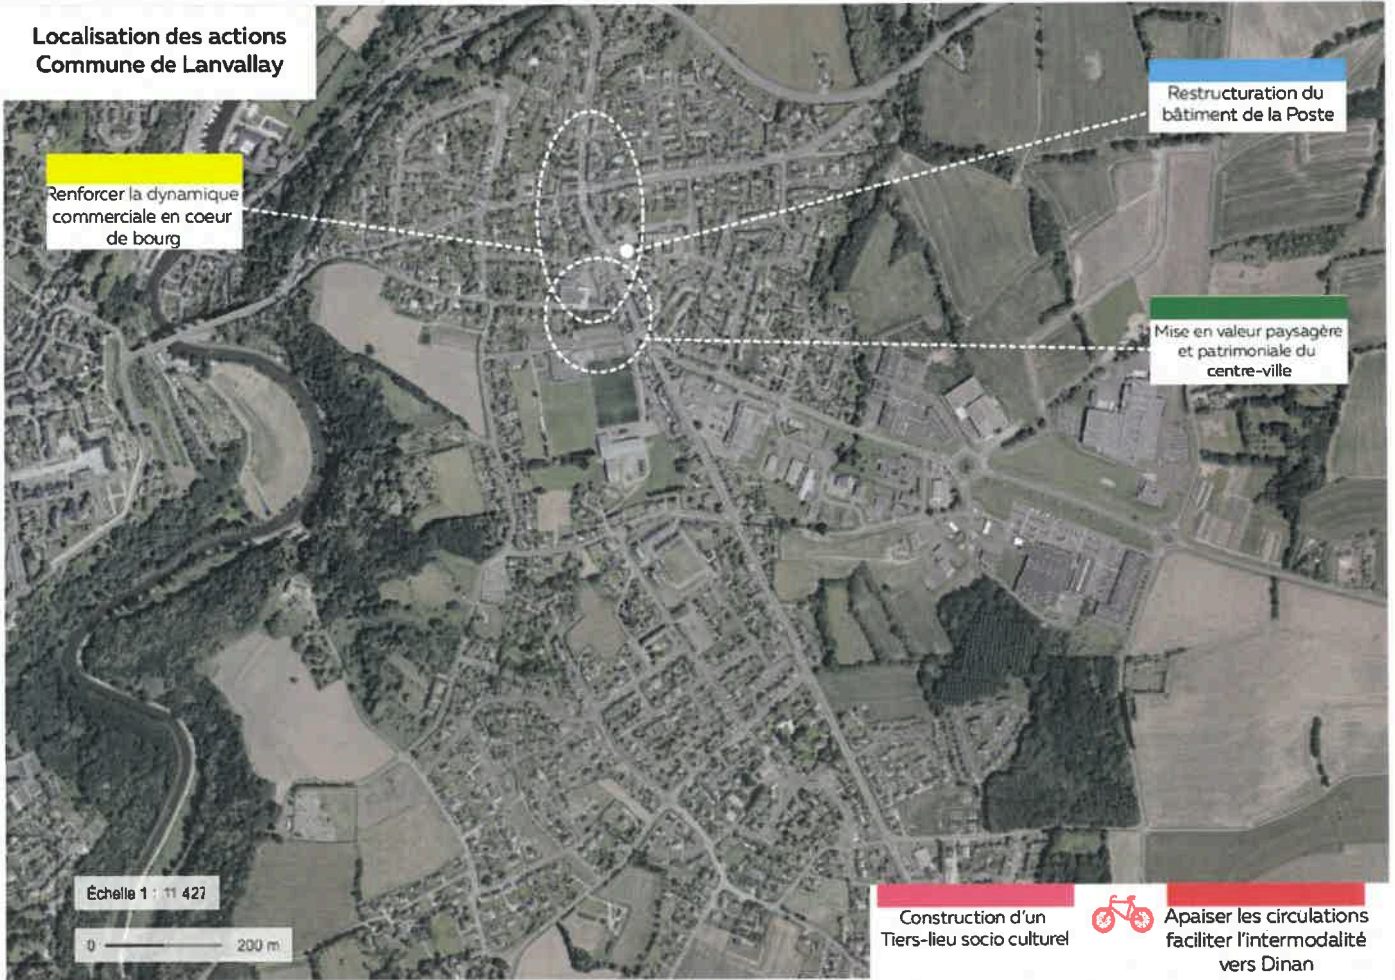 Localisation des actions
Commune de Lanvallay
Restructuration du
bâtiment de la Poste
Renforcer la dynamique
commerciale en coeur
de bourg
Mise en valeur paysagère
et patrimoniale du
centre-ville
Échelle 1 : 11 427
0 200 m
Construction d'un
Tiers-lieu socio culturel
Apaiser les circulations
faciliter l'intermodalité
vers Dinan